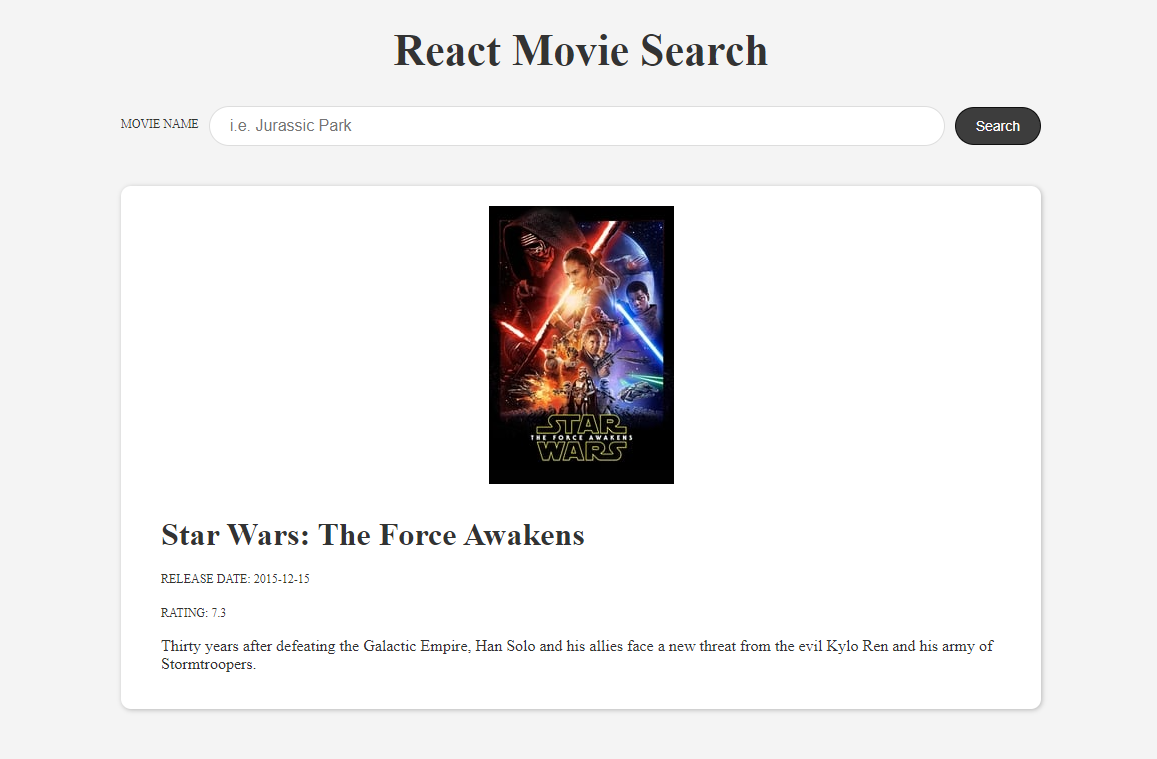 React Movie Search
MOVIE NAME i.e. Jurassic Park Search
STAR
THE FORCE AWAKENS
WARS
Star Wars: The Force Awakens
RELEASE DATE: 2015-12-15
RATING: 7.3
Thirty years after defeating the Galactic Empire, Han Solo and his allies face a new threat from the evil Kylo Ren and his army of
Stormtroopers.